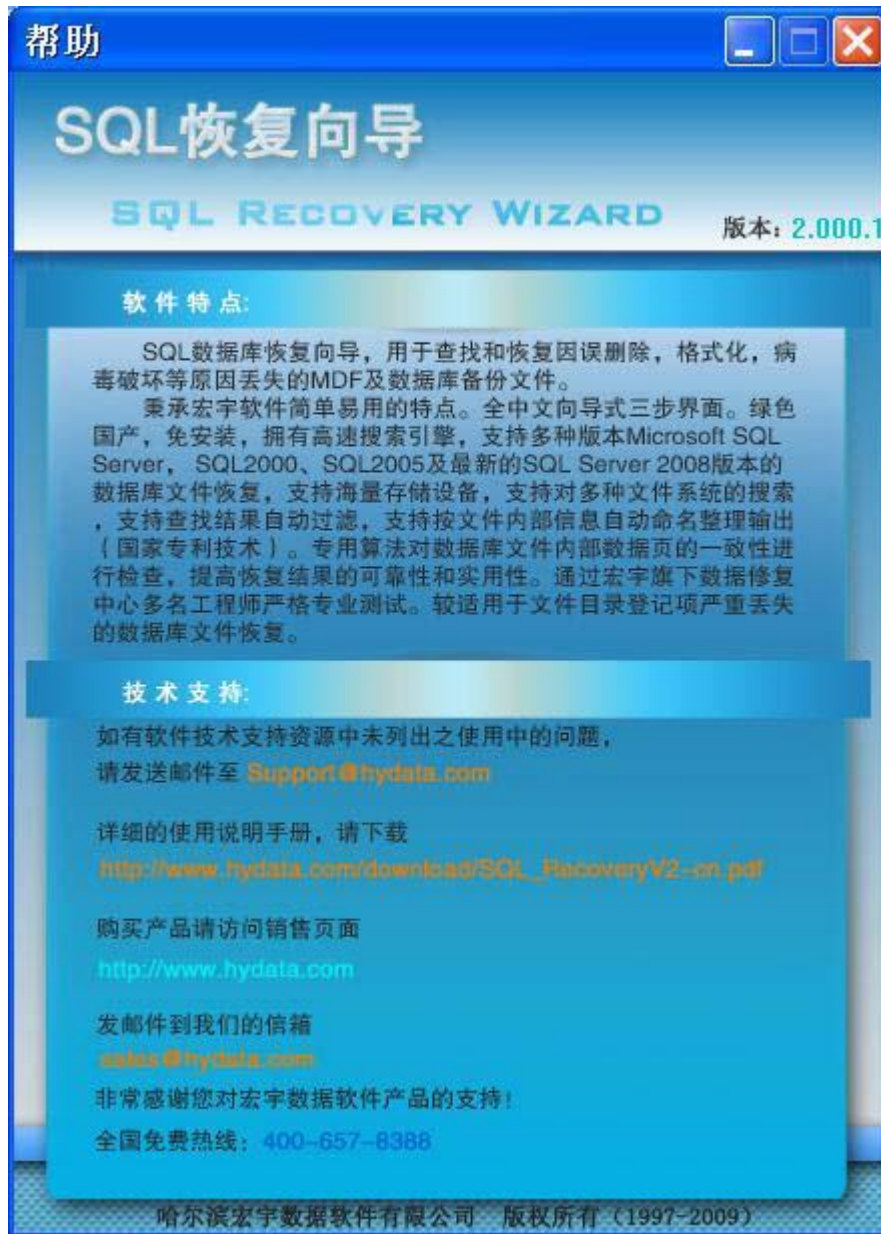 帮助
SQL恢复向导
SQL RECOVERY WIZARD
版本: 2.000.1
软件特点:
SQL数据库恢复向导，用于查找和恢复因误删除，格式化，病
毒破坏等原因丢失的MDF及数据库备份文件。
秉承宏宇软件简单易用的特点。全中文向导式三步界面。绿色
国产，免安装，拥有高速搜索引擎，支持多种版本Microsoft SQL
Server， SQL2000、SQL2005及最新的SQL Server 2008版本的
数据库文件恢复，支持海量存储设备，支持对多种文件系统的搜索
，支持查找结果自动过滤，支持按文件内部信息自动命名整理输出
（国家专利技术）。专用算法对数据库文件内部数据页的一致性进
行检查，提高恢复结果的可靠性和实用性。通过宏宇旗下数据修复
中心多名工程师严格专业测试。较适用于文件目录登记项严重丢失
的数据库文件恢复。
技术支持:
如有软件技术支持资源中未列出之使用中的问题，
请发送邮件至 Support@hydata.com
详细的使用说明手册，请下载
http://www.hydata.com/download/SQL_RecoveryV2-cn.pdf
购买产品请访问销售页面
http://www.hydata.com
发邮件到我们的信箱
sales@hydata.com
非常感谢您对宏宇数据软件产品的支持！
全国免费热线：400-657-8388
哈尔滨宏宇数据软件有限公司 版权所有（1997-2009）